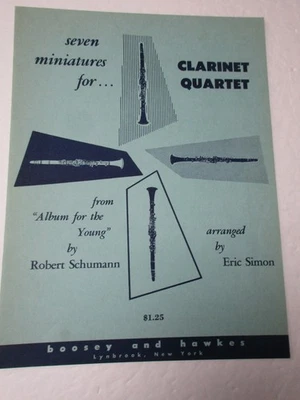 seven
miniatures
for...
CLARINET
QUARTET
from
"Album for the
Young"
by
Robert Schumann
arranged
by
Eric Simon
$1.25
boosey and hawkes
Lynbrook, New York